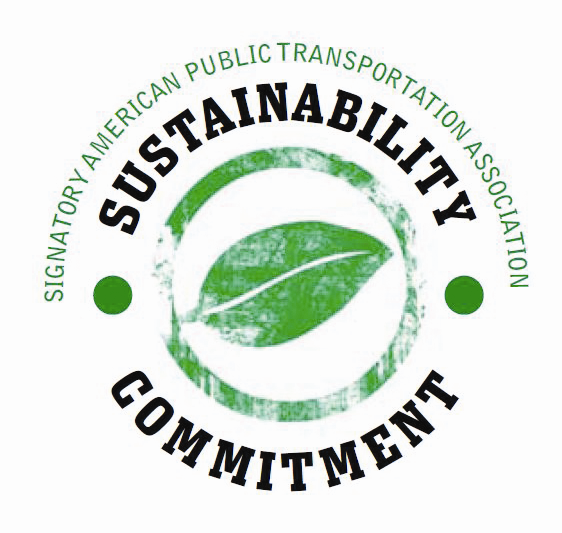 SIGNATORY AMERICAN PUBLIC TRANSPORTATION ASSOCIATION
SUSTAINABILITY
COMMITMENT